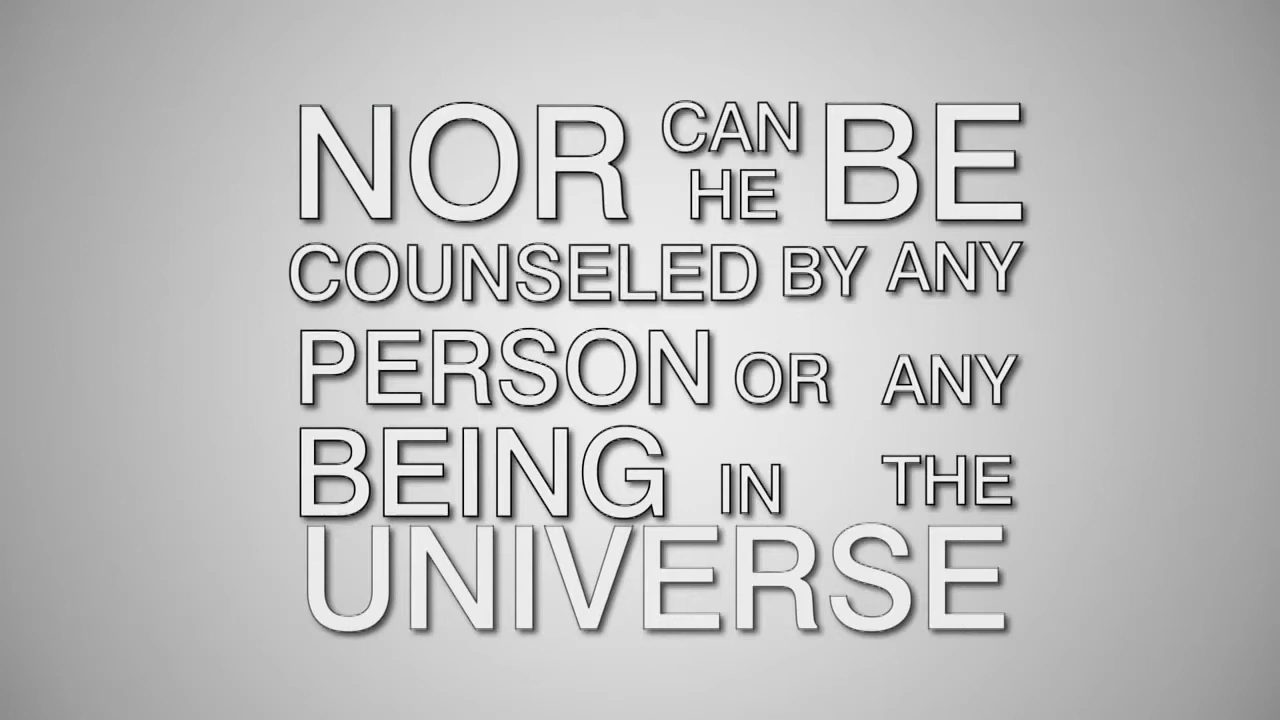 NOR CAN HE BE
COUNSELED BY ANY
PERSON OR ANY
BEING IN THE
UNIVERSE